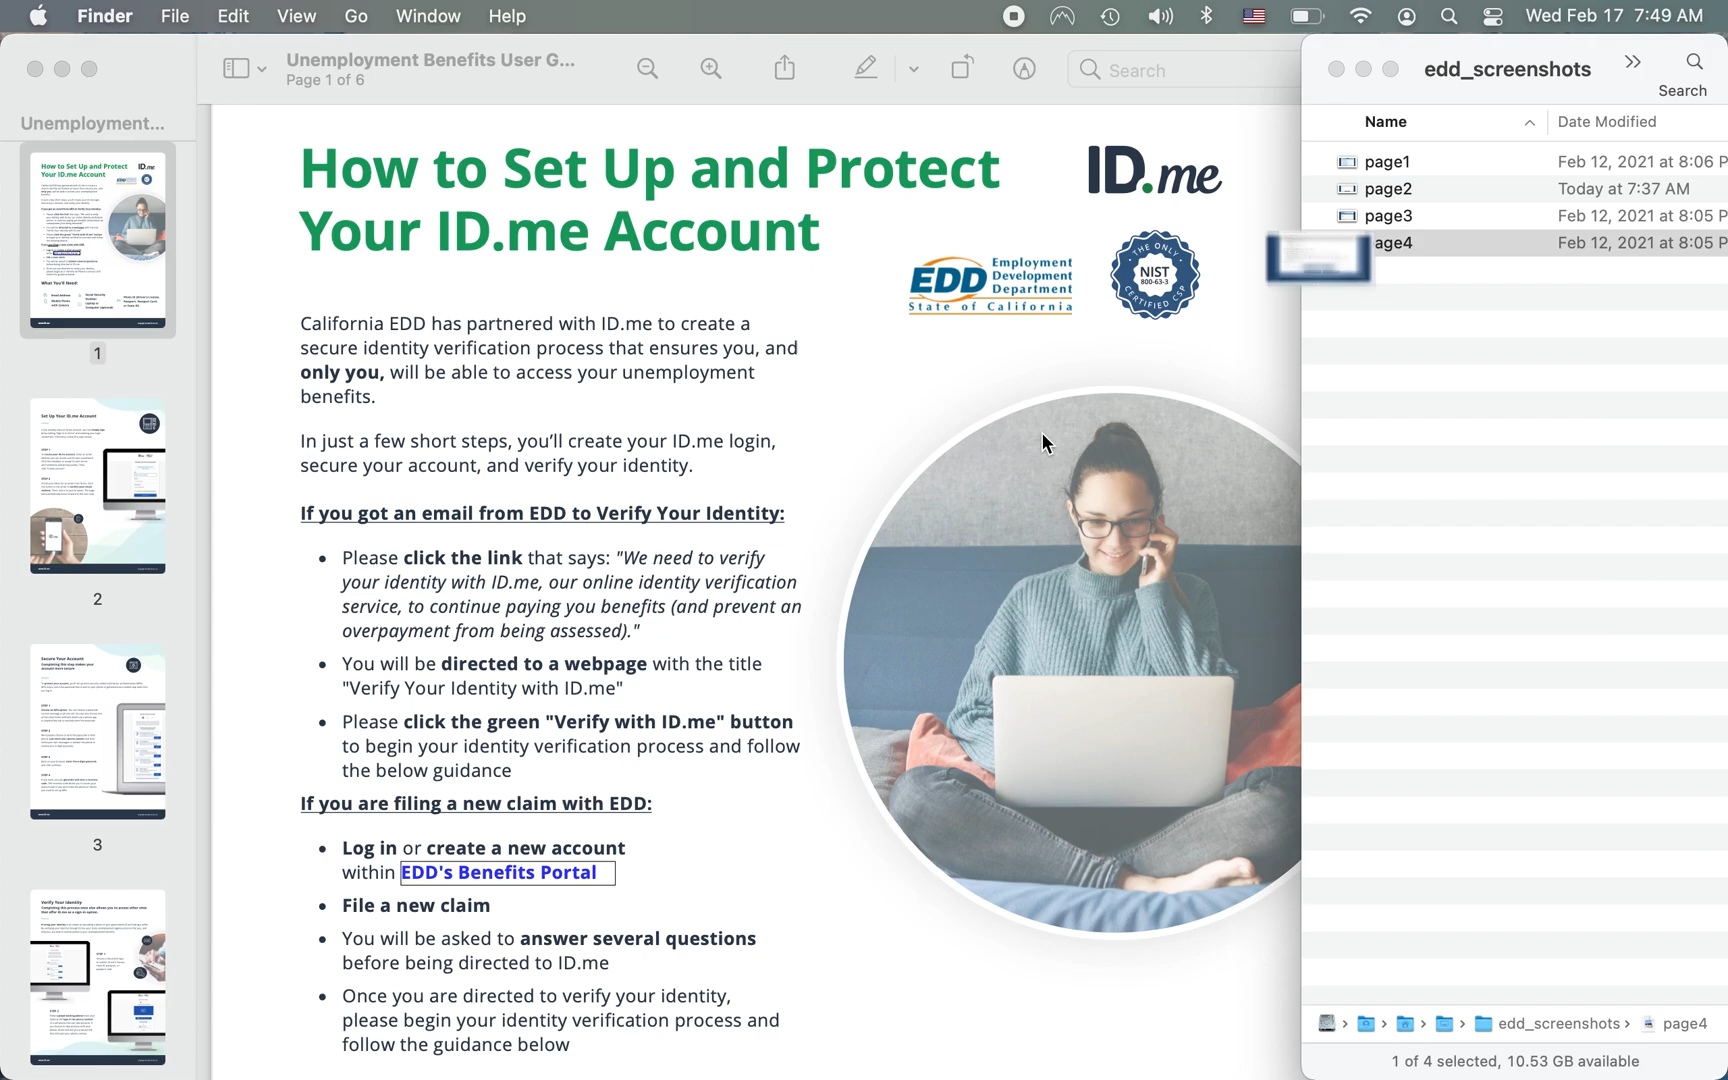 Finder File Edit View Go Window Help Wed Feb 17 7:49 AM
Unemployment Benefits User G...
Page 1 of 6
Search
Unemployment...
1
2
3
How to Set Up and Protect
Your ID.me Account
ID.me
EDD Employment
Development
Department
State of California
THE ONLY
NIST
800-63-3
CERTIFIED CSP
California EDD has partnered with ID.me to create a
secure identity verification process that ensures you, and
only you, will be able to access your unemployment
benefits.
In just a few short steps, you’ll create your ID.me login,
secure your account, and verify your identity.
If you got an email from EDD to Verify Your Identity:
• Please click the link that says: "We need to verify
your identity with ID.me, our online identity verification
service, to continue paying you benefits (and prevent an
overpayment from being assessed)."
• You will be directed to a webpage with the title
"Verify Your Identity with ID.me"
• Please click the green "Verify with ID.me" button
to begin your identity verification process and follow
the below guidance
If you are filing a new claim with EDD:
• Log in or create a new account
within EDD's Benefits Portal
• File a new claim
• You will be asked to answer several questions
before being directed to ID.me
• Once you are directed to verify your identity,
please begin your identity verification process and
follow the guidance below
edd_screenshots
Search
Name Date Modified
page1 Feb 12, 2021 at 8:06 P
page2 Today at 7:37 AM
page3 Feb 12, 2021 at 8:05 P
age4 Feb 12, 2021 at 8:05 P
edd_screenshots › page4
1 of 4 selected, 10.53 GB available